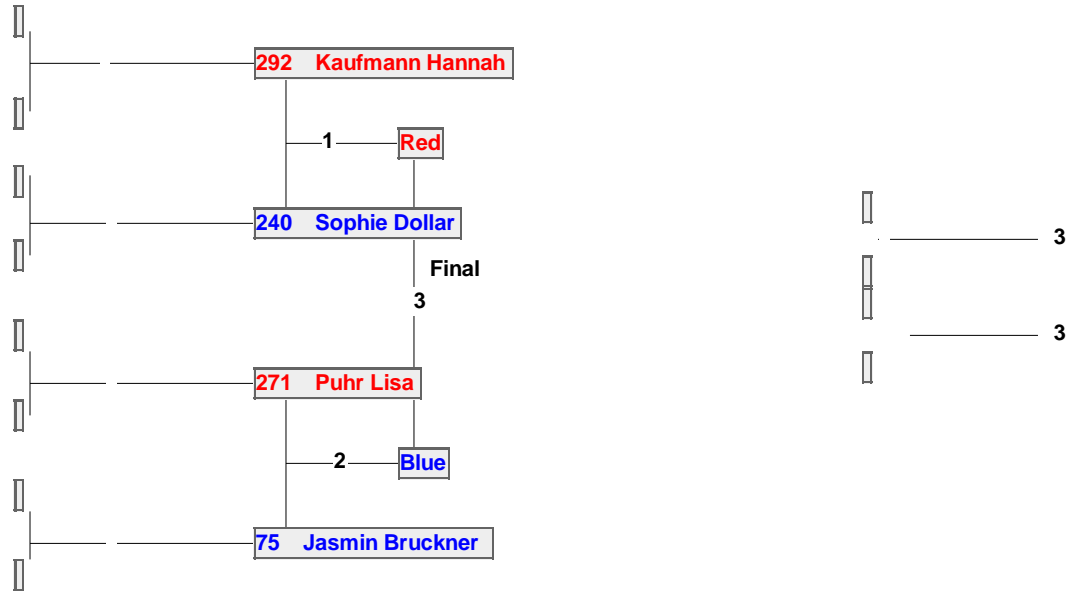 292 Kaufmann Hannah
1 Red
240 Sophie Dollar
3
Final
3
3
271 Puhr Lisa
2 Blue
75 Jasmin Bruckner